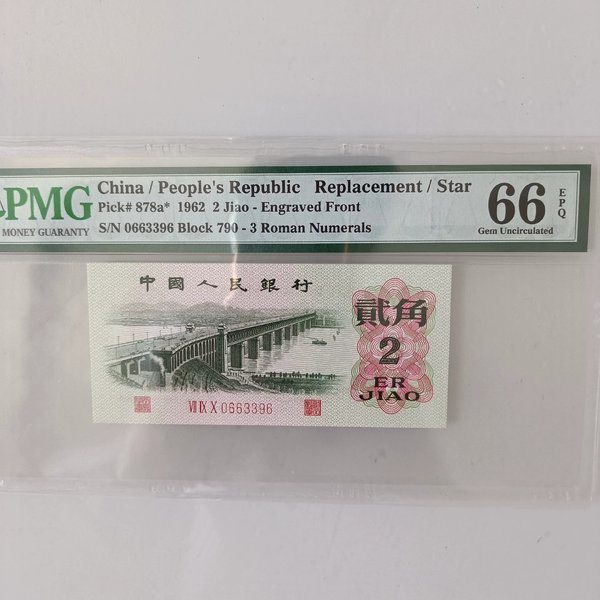 PMG
MONEY GUARANTY
China / People's Republic Replacement / Star
Pick# 878a* 1962 2 Jiao - Engraved Front
S/N 0663396 Block 790 - 3 Roman Numerals
66
EPQ
Gem Uncirculated
中國人民銀行
貳角
2
ER
JIAO
VII IX X 0663396